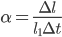 α = Δl / l₁Δt